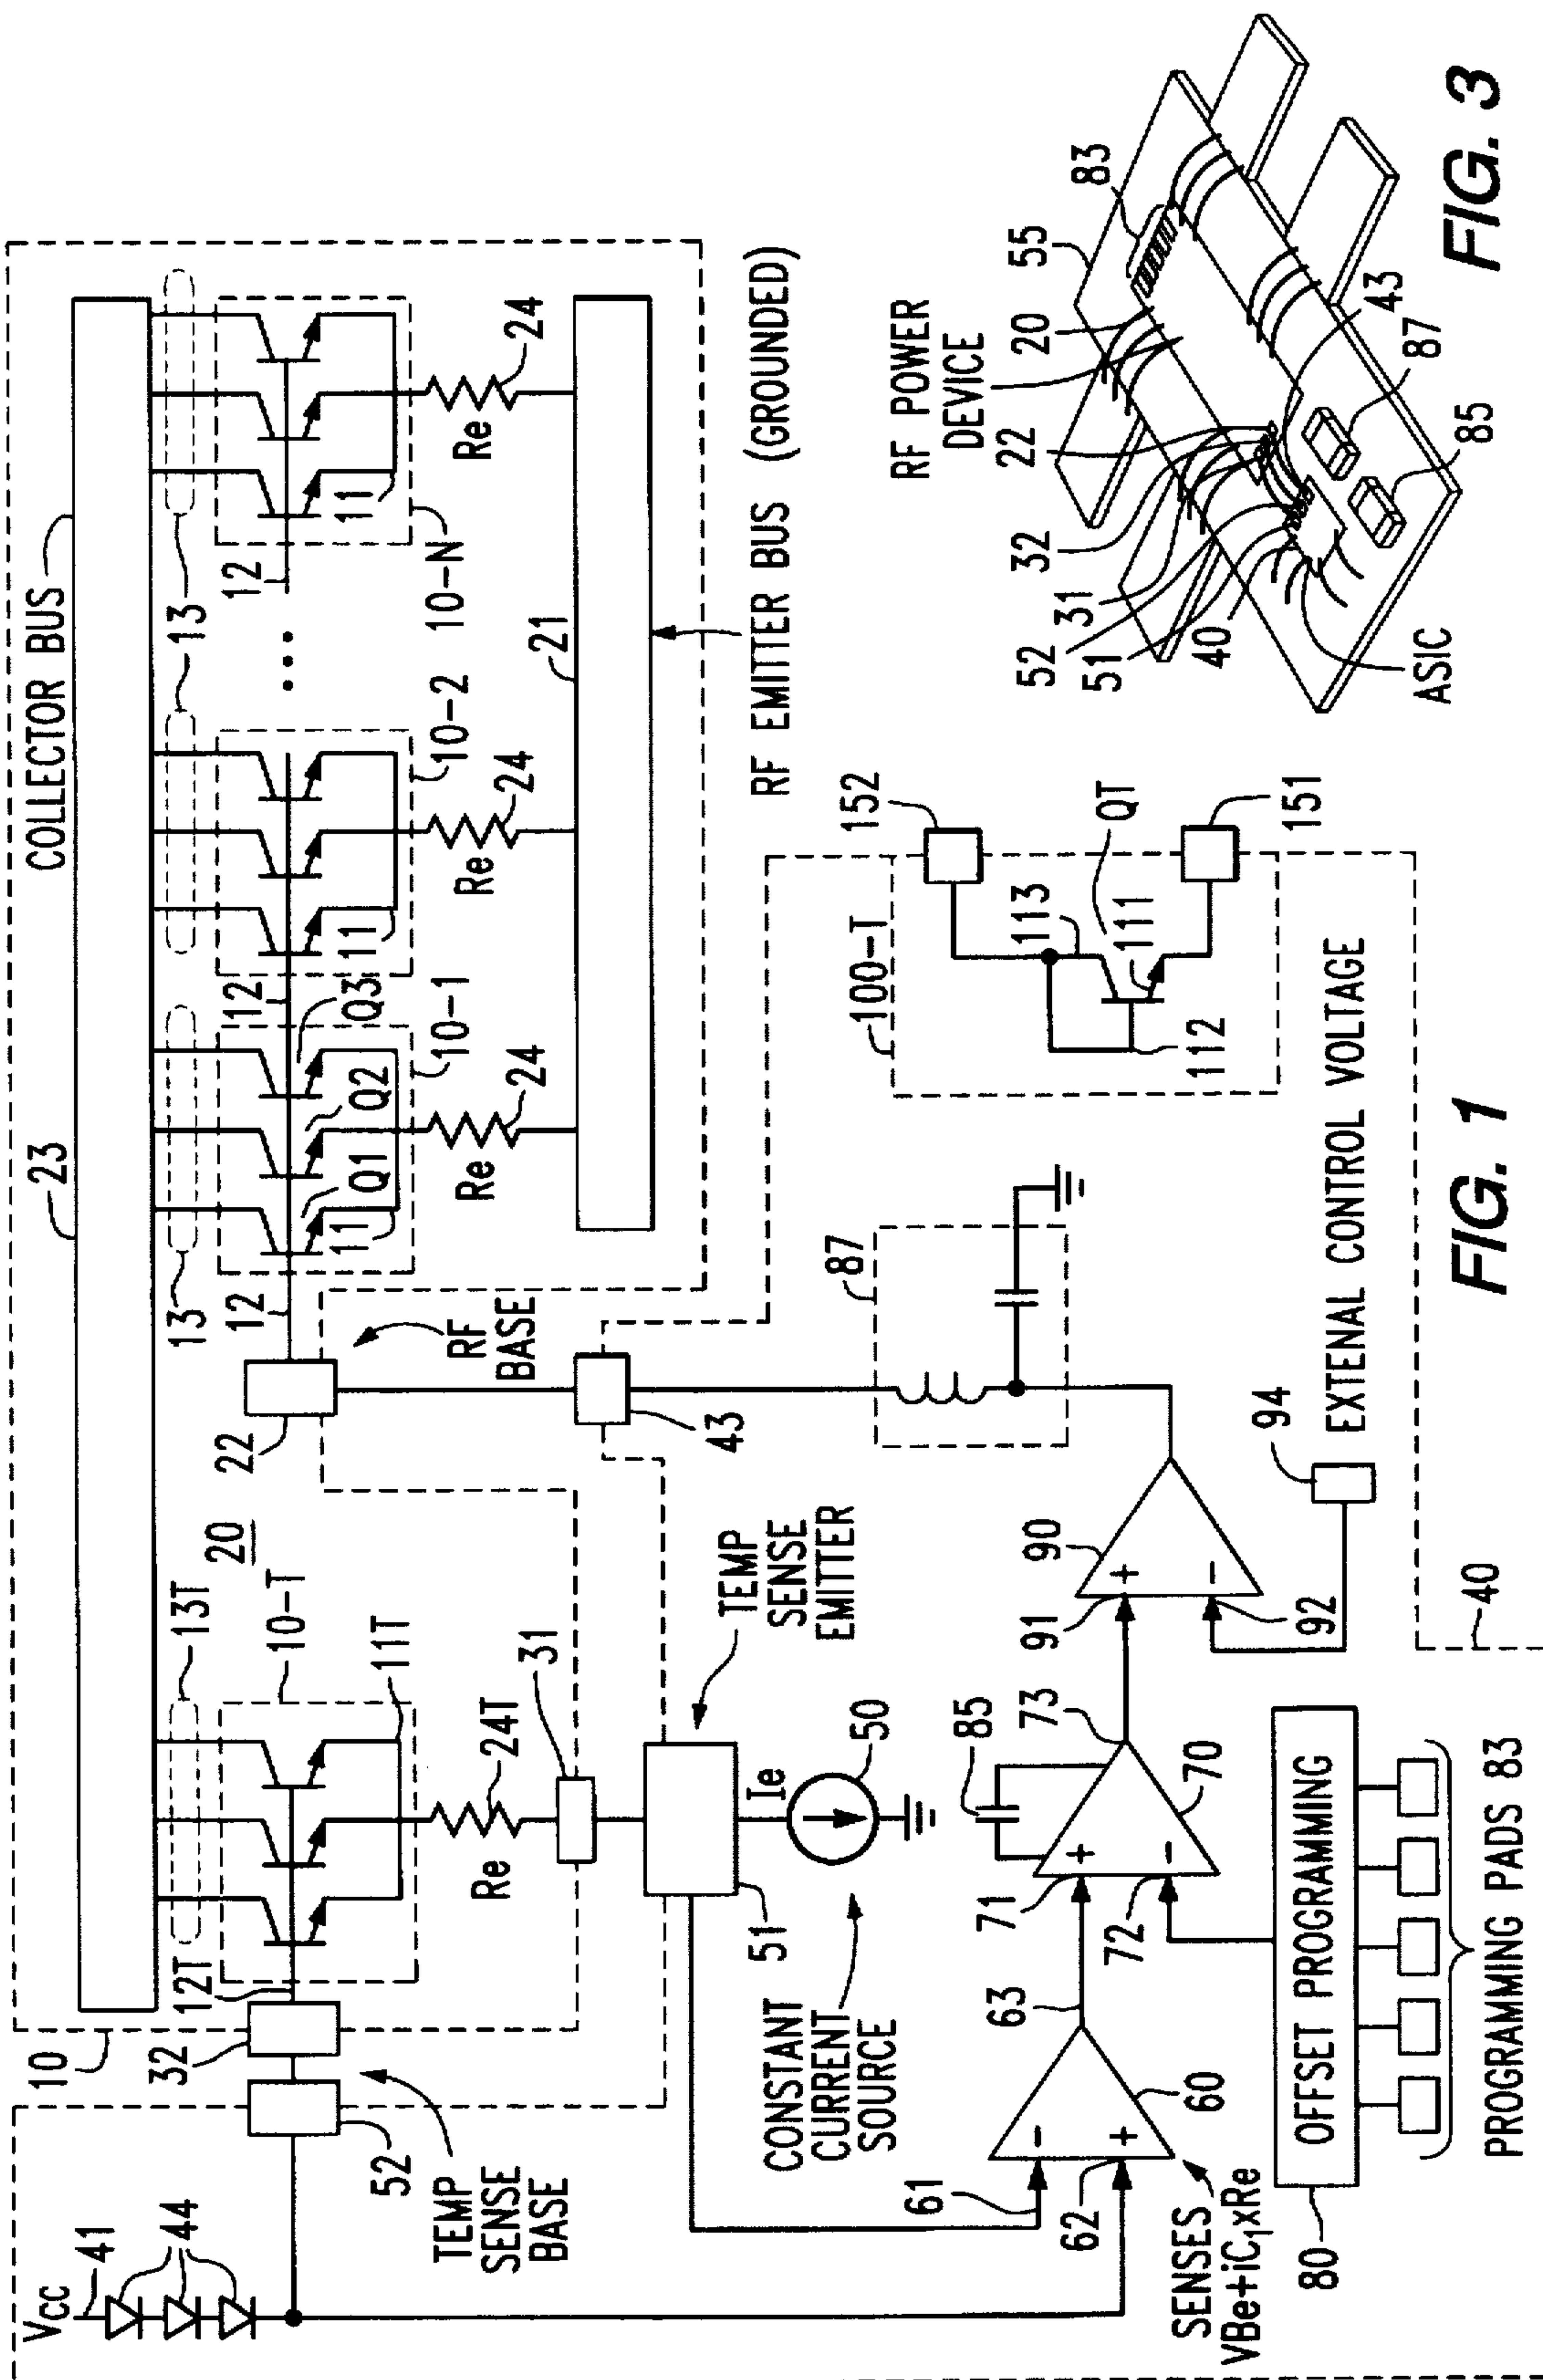 COLLECTOR BUS
23
13T
13
13
13
20
10-T
11T
12T
10
32
52
22
12
Q1
Q2
Q3
11
10-1
12
11
10-2
12
11
10-N
Re
24T
31
Re
24
Re
24
Re
24
21
RF EMITTER BUS (GROUNDED)
RF
BASE
43
VCC
41
44
TEMP
SENSE
BASE
TEMP
SENSE
EMITTER
51
Ie
50
CONSTANT
CURRENT
SOURCE
87
100-T
152
113
QT
111
112
151
61
62
-
+
60
63
SENSES
VBe+iC1xRe
71
72
+
-
85
73
70
91
92
+
-
90
94
EXTENAL CONTROL VOLTAGE
80
OFFSET PROGRAMMING
PROGRAMMING PADS 83
40
FIG. 1
RF POWER
DEVICE
20
55
83
22
32
31
52
51
40
ASIC
43
87
85
FIG. 3